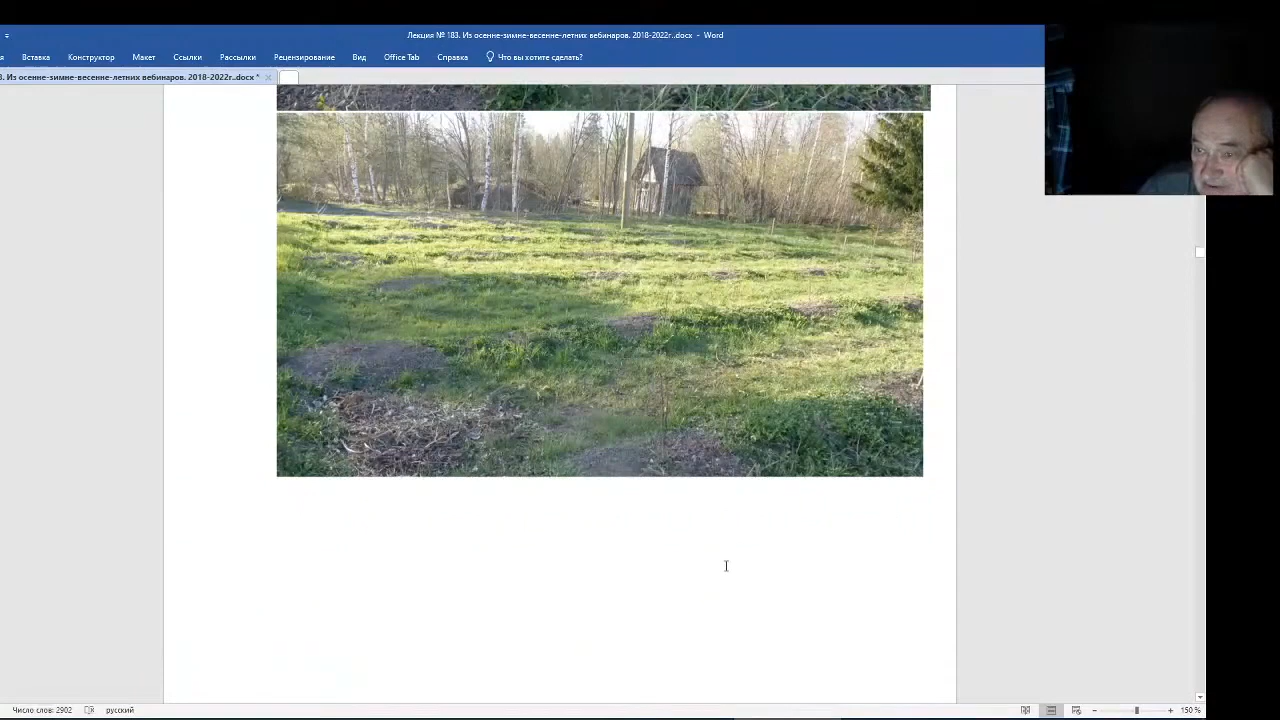 Лекция № 183. Из осенне-зимне-весенне-летних вебинаров. 2018-2022г..docx - Word
я Вставка Конструктор Макет Ссылки Рассылки Рецензирование Вид Office Tab Справка Что вы хотите сделать?
3. Из осенне-зимне-весенне-летних вебинаров. 2018-2022г..docx *
Число слов: 2902 русский 150 %